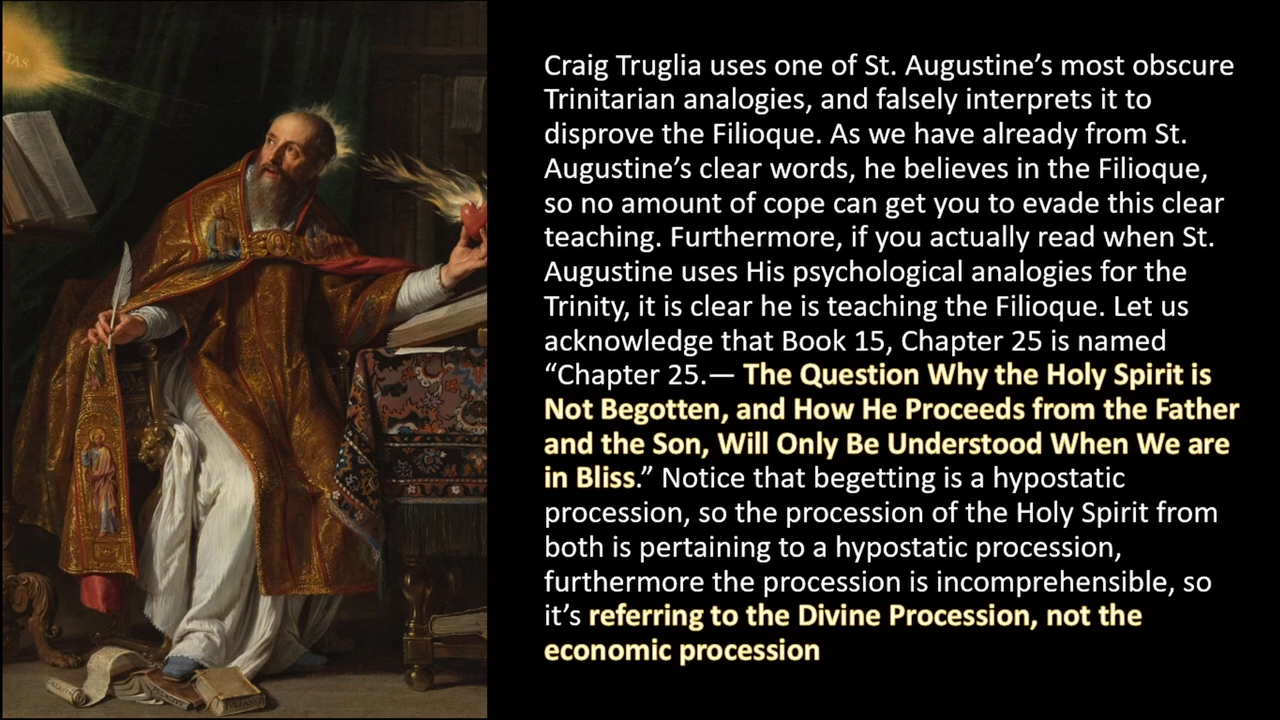 TAS
Craig Truglia uses one of St. Augustine’s most obscure
Trinitarian analogies, and falsely interprets it to
disprove the Filioque. As we have already from St.
Augustine’s clear words, he believes in the Filioque,
so no amount of cope can get you to evade this clear
teaching. Furthermore, if you actually read when St.
Augustine uses His psychological analogies for the
Trinity, it is clear he is teaching the Filioque. Let us
acknowledge that Book 15, Chapter 25 is named
“Chapter 25.— The Question Why the Holy Spirit is
Not Begotten, and How He Proceeds from the Father
and the Son, Will Only Be Understood When We are
in Bliss.” Notice that begetting is a hypostatic
procession, so the procession of the Holy Spirit from
both is pertaining to a hypostatic procession,
furthermore the procession is incomprehensible, so
it’s referring to the Divine Procession, not the
economic procession